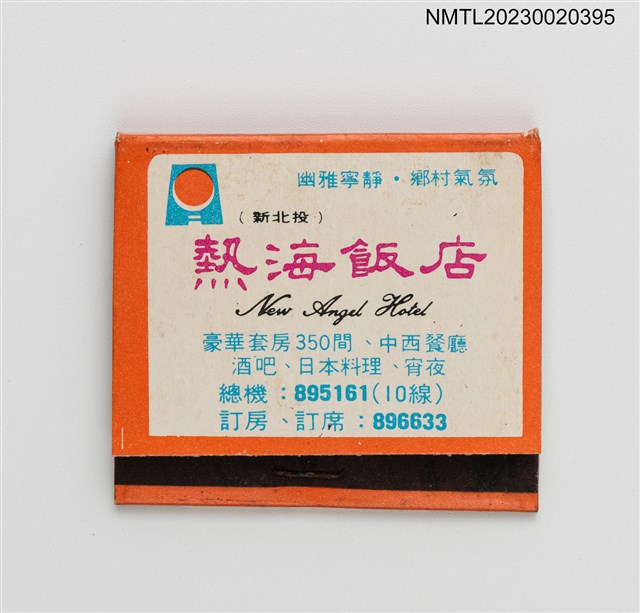 NMTL20230020395
幽雅寧靜·鄉村氣氛
(新北投)
熱海飯店
New Angel Hotel
豪華套房350間、中西餐廳
酒吧、日本料理、宵夜
總機：895161(10線)
訂房、訂席：896633